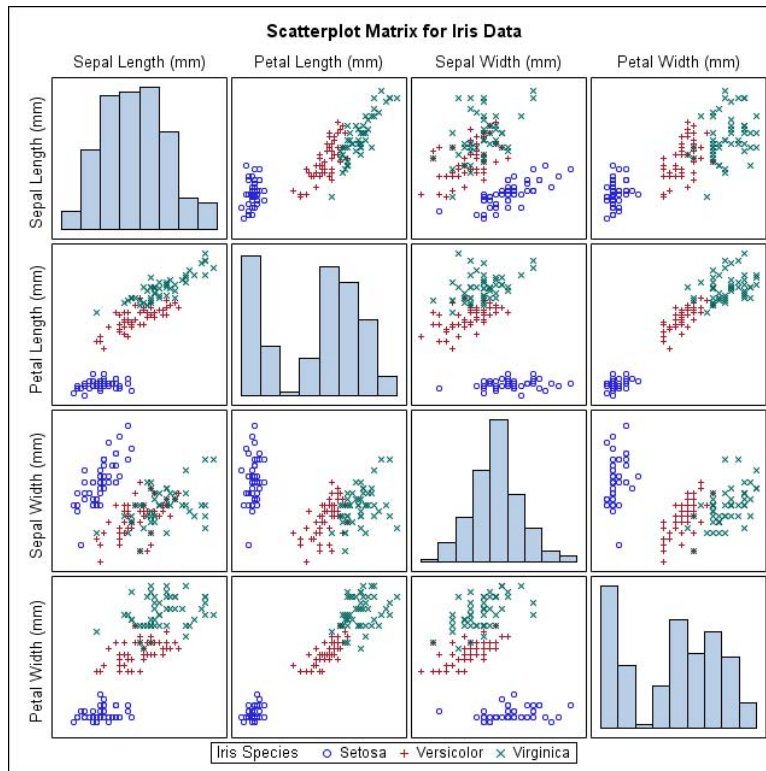 Scatterplot Matrix for Iris Data
Sepal Length (mm) Petal Length (mm) Sepal Width (mm) Petal Width (mm)
Sepal Length (mm)
Petal Length (mm)
Sepal Width (mm)
Petal Width (mm)
Iris Species Setosa Versicolor Virginica